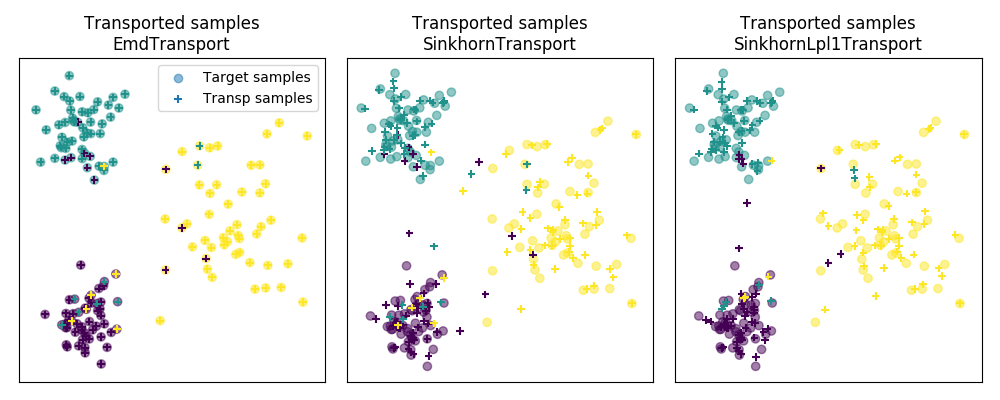 Transported samples
EmdTransport
Target samples
Transp samples
Transported samples
SinkhornTransport
Transported samples
SinkhornLpl1Transport